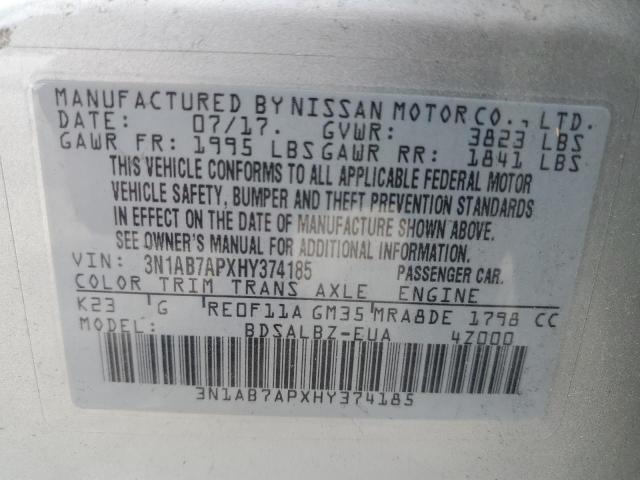 MANUFACTURED BY NISSAN MOTOR CO., LTD.
DATE: 07/17. GVWR: 3823 LBS
GAWR FR: 1995 LBS GAWR RR: 1841 LBS
THIS VEHICLE CONFORMS TO ALL APPLICABLE FEDERAL MOTOR
VEHICLE SAFETY, BUMPER AND THEFT PREVENTION STANDARDS
IN EFFECT ON THE DATE OF MANUFACTURE SHOWN ABOVE.
SEE OWNER'S MANUAL FOR ADDITIONAL INFORMATION.
VIN: 3N1AB7APXHY374185 PASSENGER CAR.
COLOR TRIM TRANS AXLE ENGINE
K23 G RE0F11A GM35 MRA8DE 1798 CC
BDSALBZ-EUA 4Z000
3N1AB7APXHY374185